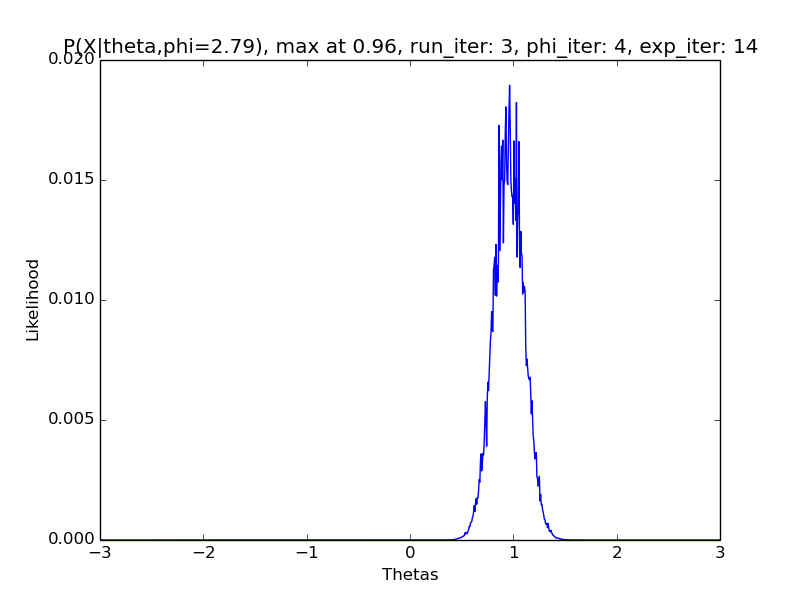 P(X|theta,phi=2.79), max at 0.96, run_iter: 3, phi_iter: 4, exp_iter: 14
0.020
0.015
0.010
0.005
0.000
Likelihood
−3 −2 −1 0 1 2 3
Thetas